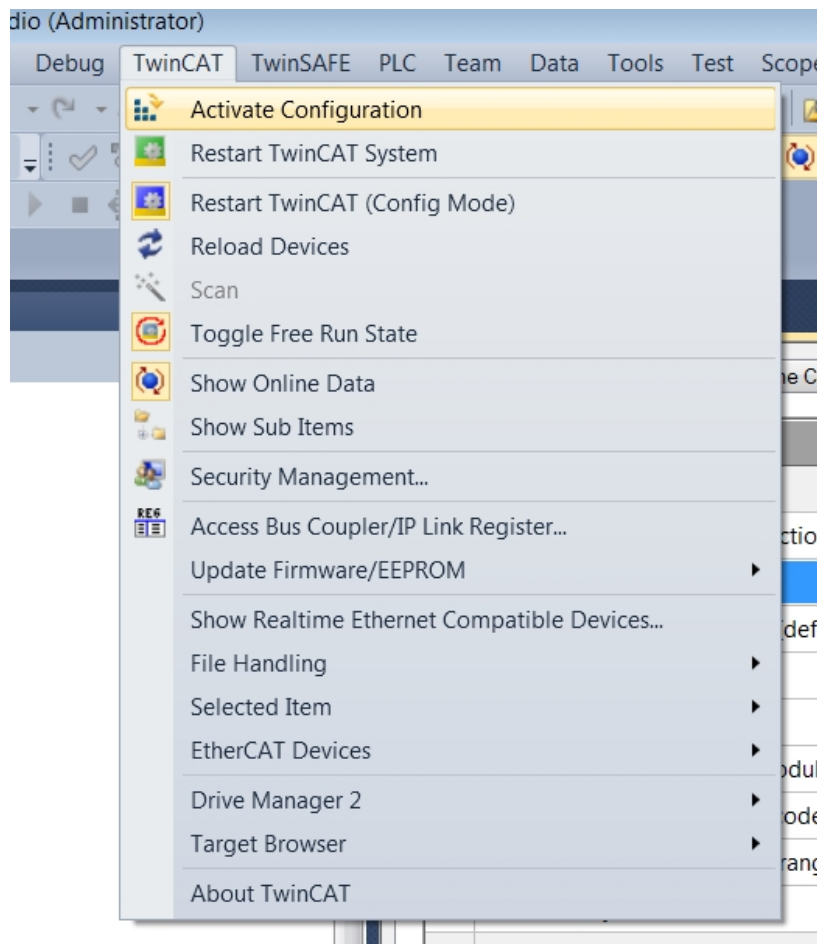 dio (Administrator)
Debug TwinCAT TwinSAFE PLC Team Data Tools Test Scope
Activate Configuration
Restart TwinCAT System
Restart TwinCAT (Config Mode)
Reload Devices
Scan
Toggle Free Run State
Show Online Data
Show Sub Items
Security Management...
REG
Access Bus Coupler/IP Link Register...
Update Firmware/EEPROM
Show Realtime Ethernet Compatible Devices...
File Handling
Selected Item
EtherCAT Devices
Drive Manager 2
Target Browser
About TwinCAT